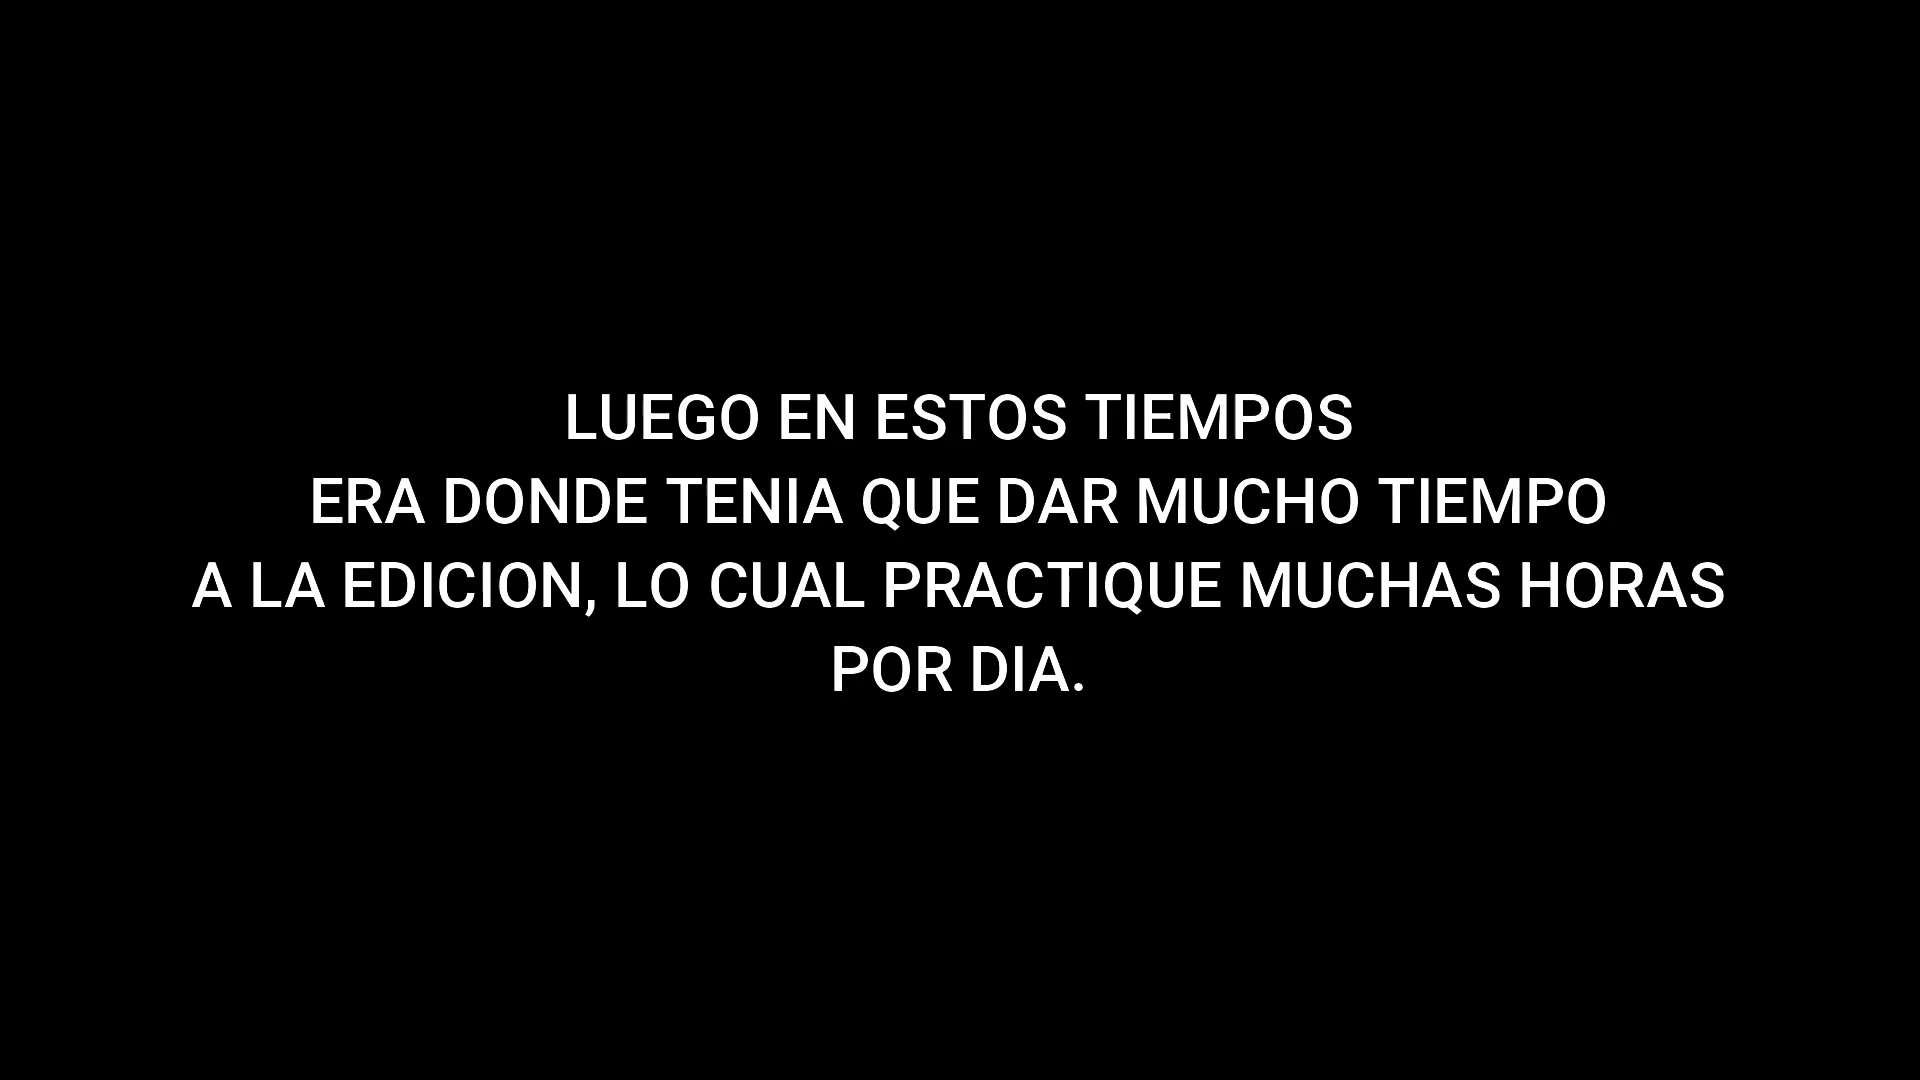 LUEGO EN ESTOS TIEMPOS
ERA DONDE TENIA QUE DAR MUCHO TIEMPO
A LA EDICION, LO CUAL PRACTIQUE MUCHAS HORAS
POR DIA.